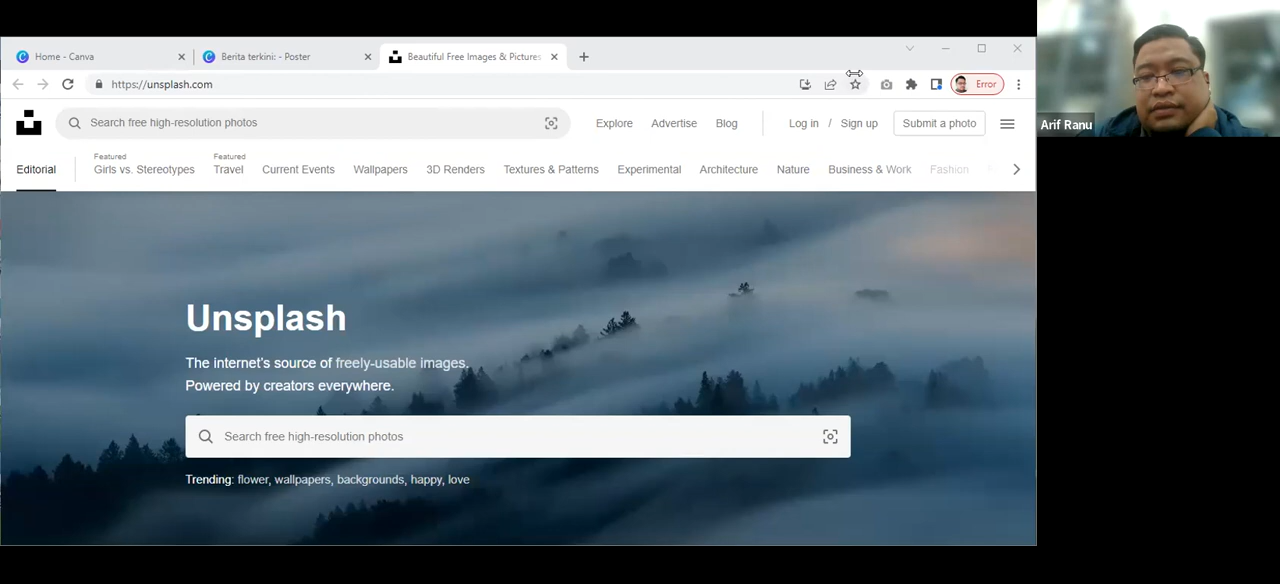 Home - Canva
Berita terkini: - Poster
Beautiful Free Images & Pictures
https://unsplash.com
Error
Search free high-resolution photos
Explore
Advertise
Blog
Log in / Sign up
Submit a photo
Editorial
Featured
Girls vs. Stereotypes
Featured
Travel
Current Events
Wallpapers
3D Renders
Textures & Patterns
Experimental
Architecture
Nature
Business & Work
Fashion
Unsplash
The internet's source of freely-usable images.
Powered by creators everywhere.
Search free high-resolution photos
Trending: flower, wallpapers, backgrounds, happy, love
Arif Ranu